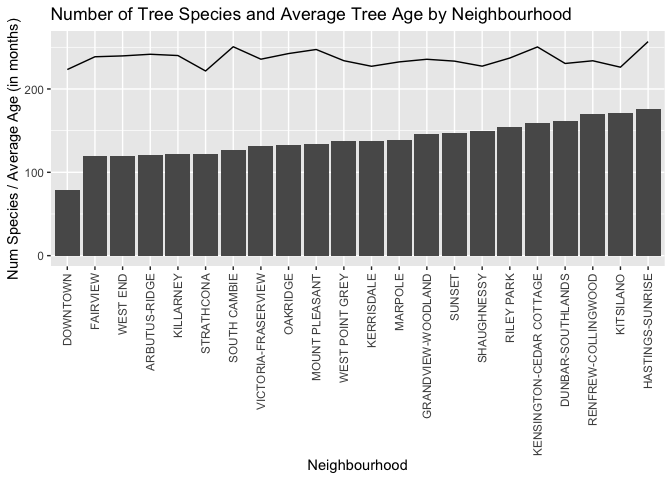 Number of Tree Species and Average Tree Age by Neighbourhood
Num Species / Average Age (in months)
200
100
0
DOWNTOWN
FAIRVIEW
WEST END
ARBUTUS-RIDGE
KILLARNEY
STRATHCONA
SOUTH CAMBIE
VICTORIA-FRASERVIEW
OAKRIDGE
MOUNT PLEASANT
WEST POINT GREY
KERRISDALE
MARPOLE
GRANDVIEW-WOODLAND
SUNSET
SHAUGHNESSY
RILEY PARK
KENSINGTON-CEDAR COTTAGE
DUNBAR-SOUTHLANDS
RENFREW-COLLINGWOOD
KITSILANO
HASTINGS-SUNRISE
Neighbourhood